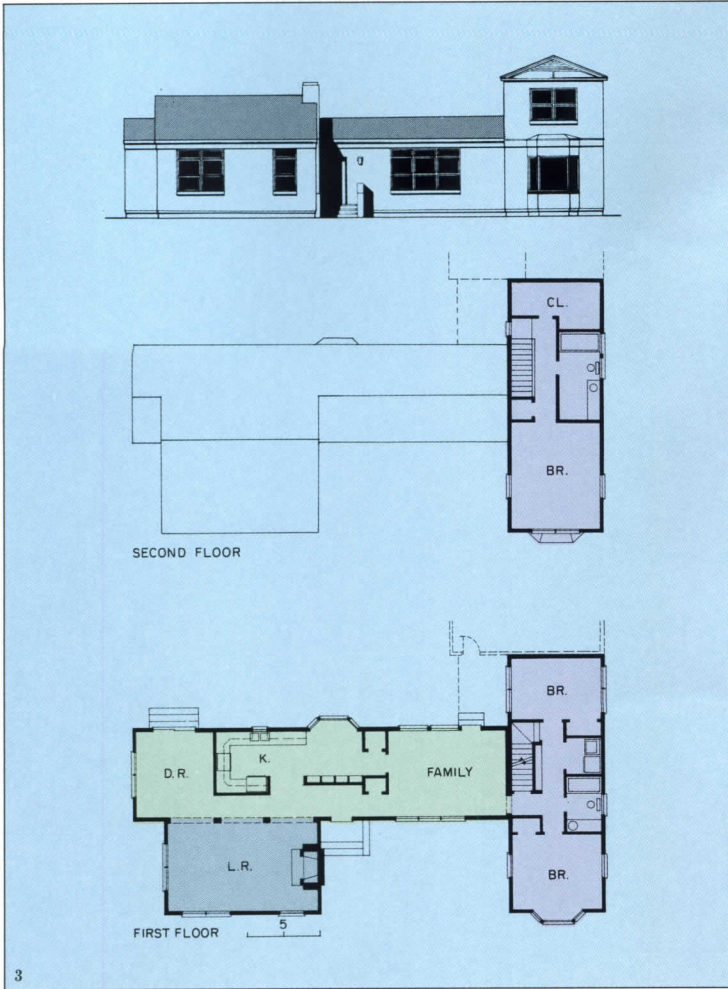 CL.
BR.
SECOND FLOOR
BR.
D.R.
K.
FAMILY
L.R.
BR.
FIRST FLOOR
5
3